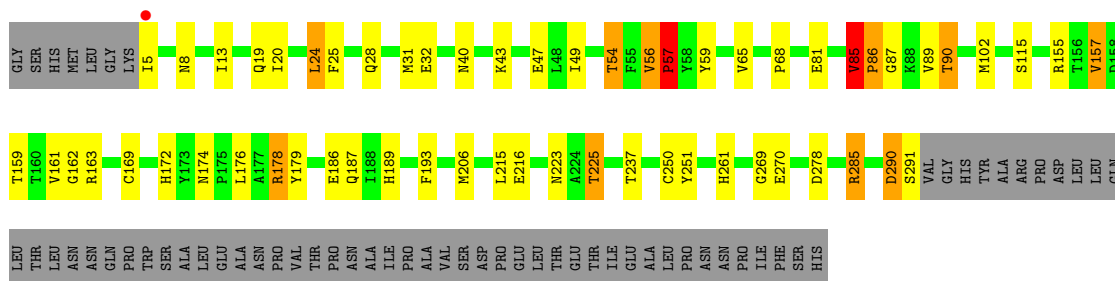 GLY SER HIS MET LEU GLY LYS I5 N8 I13 Q19 I20 L24 F25 Q28 M31 E32 N40 K43 E47 L48 I49 T54 F55 V56 P57 Y58 Y59 V65 P68 E81 V85 P86 G87 K88 V89 T90 M102 S115 R155 T156 V157 D158
T159 T160 V161 G162 R163 C169 H172 Y173 N174 P175 L176 A177 R178 Y179 E186 Q187 I188 H189 F193 M206 L215 E216 N223 A224 T225 T237 C250 Y251 H261 G269 E270 D278 R285 D290 S291 VAL GLY HIS TYR ALA ARG PRO ASP LEU LEU GLN
LEU THR LEU ASN ASN GLN PRO TRP SER ALA LEU GLU ALA ASN PRO VAL THR PRO ASN ALA ILE PRO ALA VAL SER ASP PRO GLU LEU THR GLU THR ILE GLU ALA LEU PRO ASN ASN PRO ILE PHE SER HIS